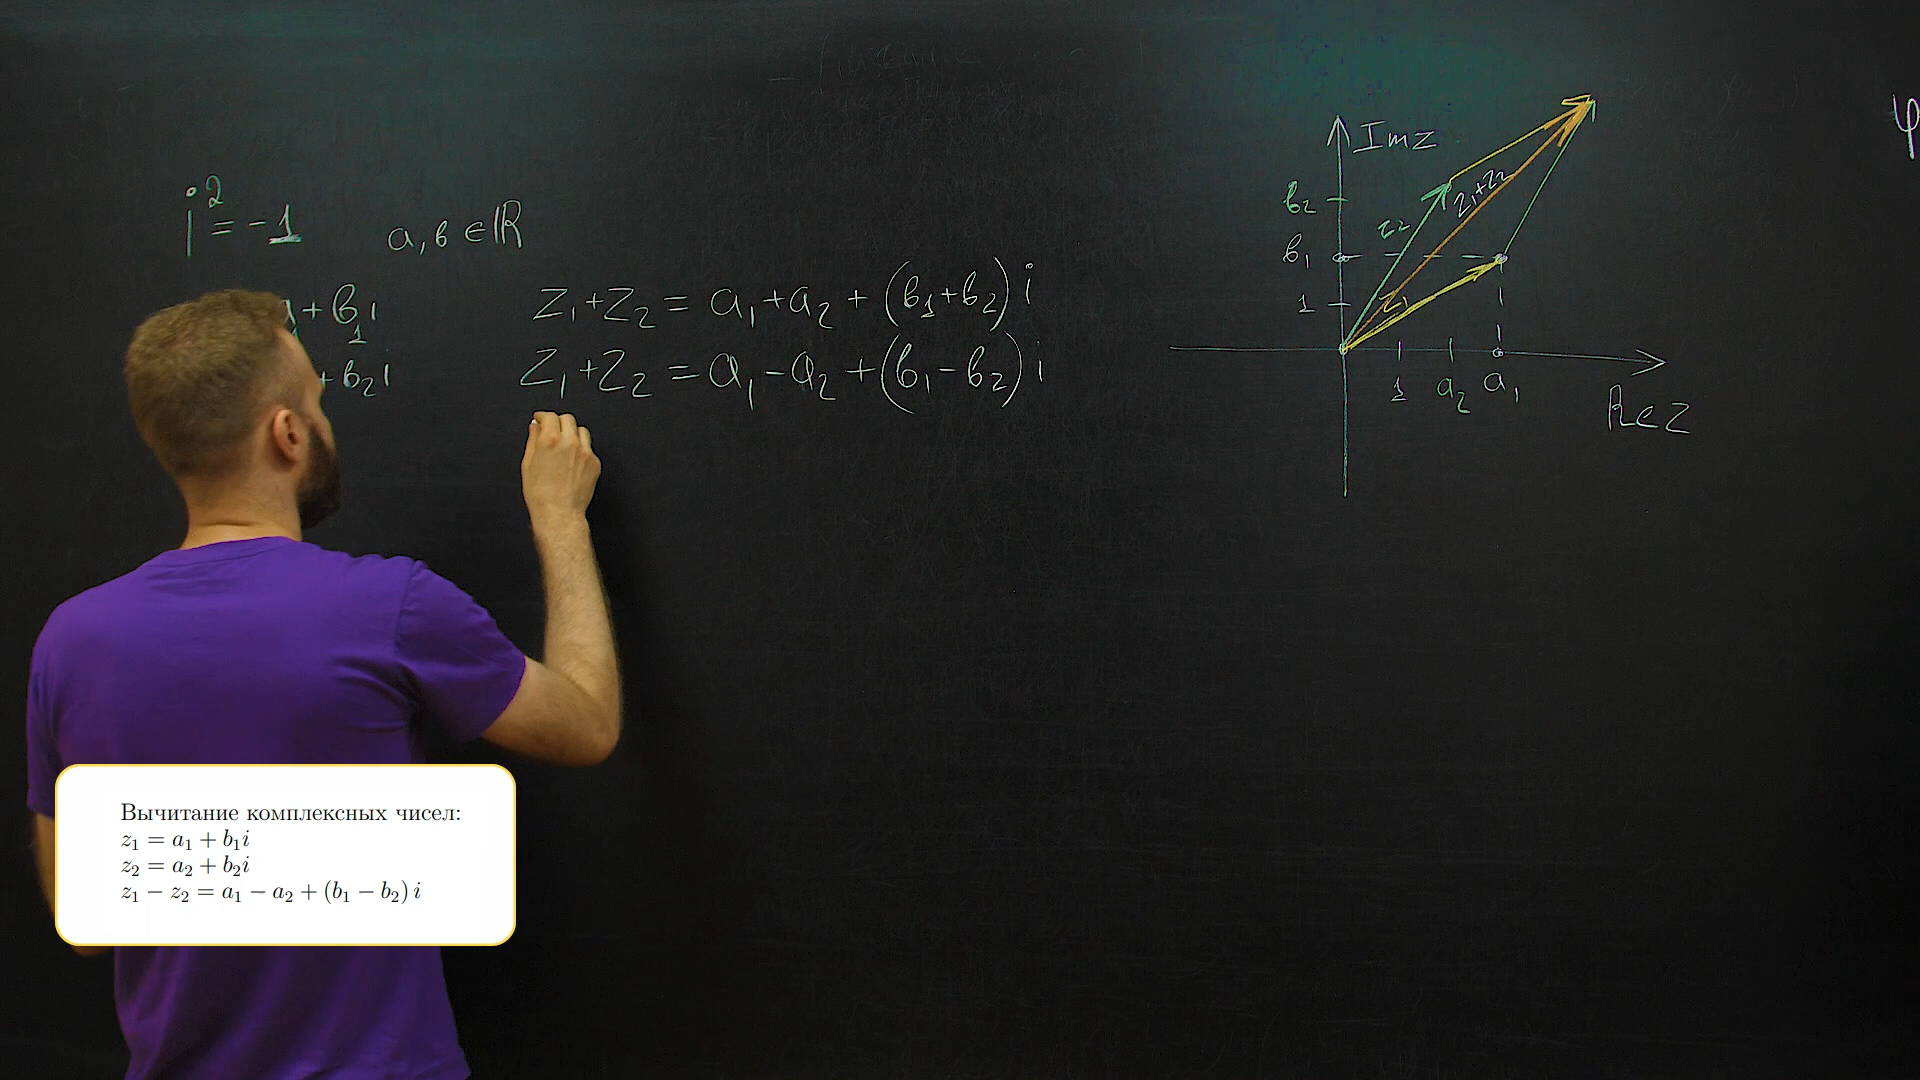 i² = -1
a, b ∈ ℝ
+ b₁i
+ b₂i
z₁+z₂ = a₁+a₂ + (b₁+b₂)i
z₁+z₂ = a₁-a₂ + (b₁-b₂)i
Im z
b₂
b₁
1
z₂
z₁+z₂
z₁
1 a₂ a₁
Re z
φ
Вычитание комплексных чисел:
z₁ = a₁ + b₁i
z₂ = a₂ + b₂i
z₁ − z₂ = a₁ − a₂ + (b₁ − b₂) i